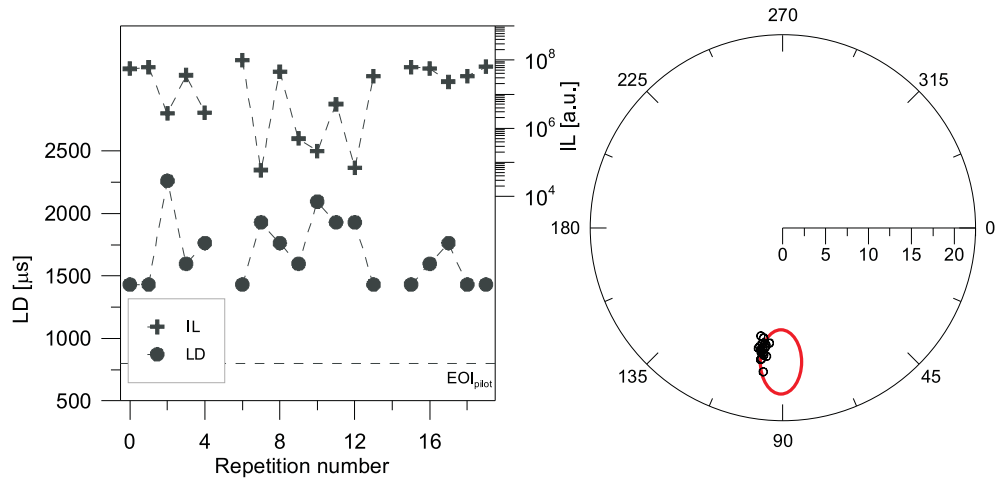 270
225
315
10⁸
IL [a.u.]
10⁶
10⁴
2500
2000
1500
1000
500
LD [µs]
180
0
0 5 10 15 20
IL
LD
EOIpilot
135
45
90
0 4 8 12 16
Repetition number